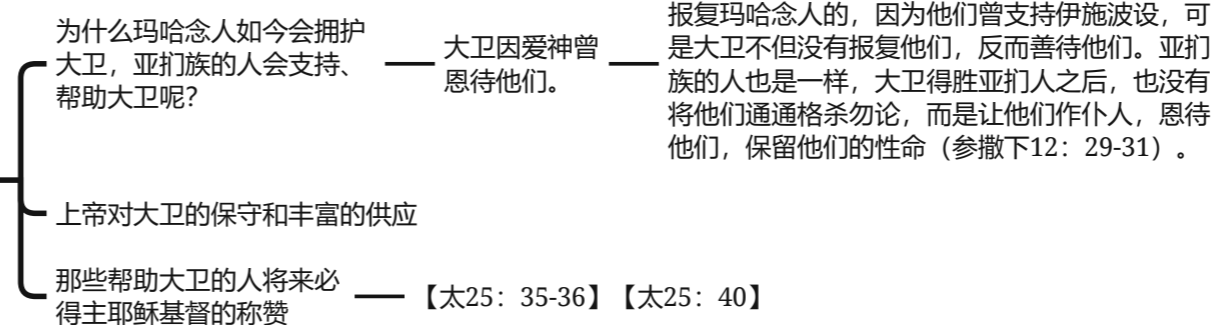 为什么玛哈念人如今会拥护
大卫，亚扪族的人会支持、
帮助大卫呢？
大卫因爱神曾
恩待他们。
报复玛哈念人的，因为他们曾支持伊施波设，可
是大卫不但没有报复他们，反而善待他们。亚扪
族的人也是一样，大卫得胜亚扪人之后，也没有
将他们通通格杀勿论，而是让他们作仆人，恩待
他们，保留他们的性命（参撒下12：29-31）。
上帝对大卫的保守和丰富的供应
那些帮助大卫的人将来必
得主耶稣基督的称赞
【太25：35-36】【太25：40】